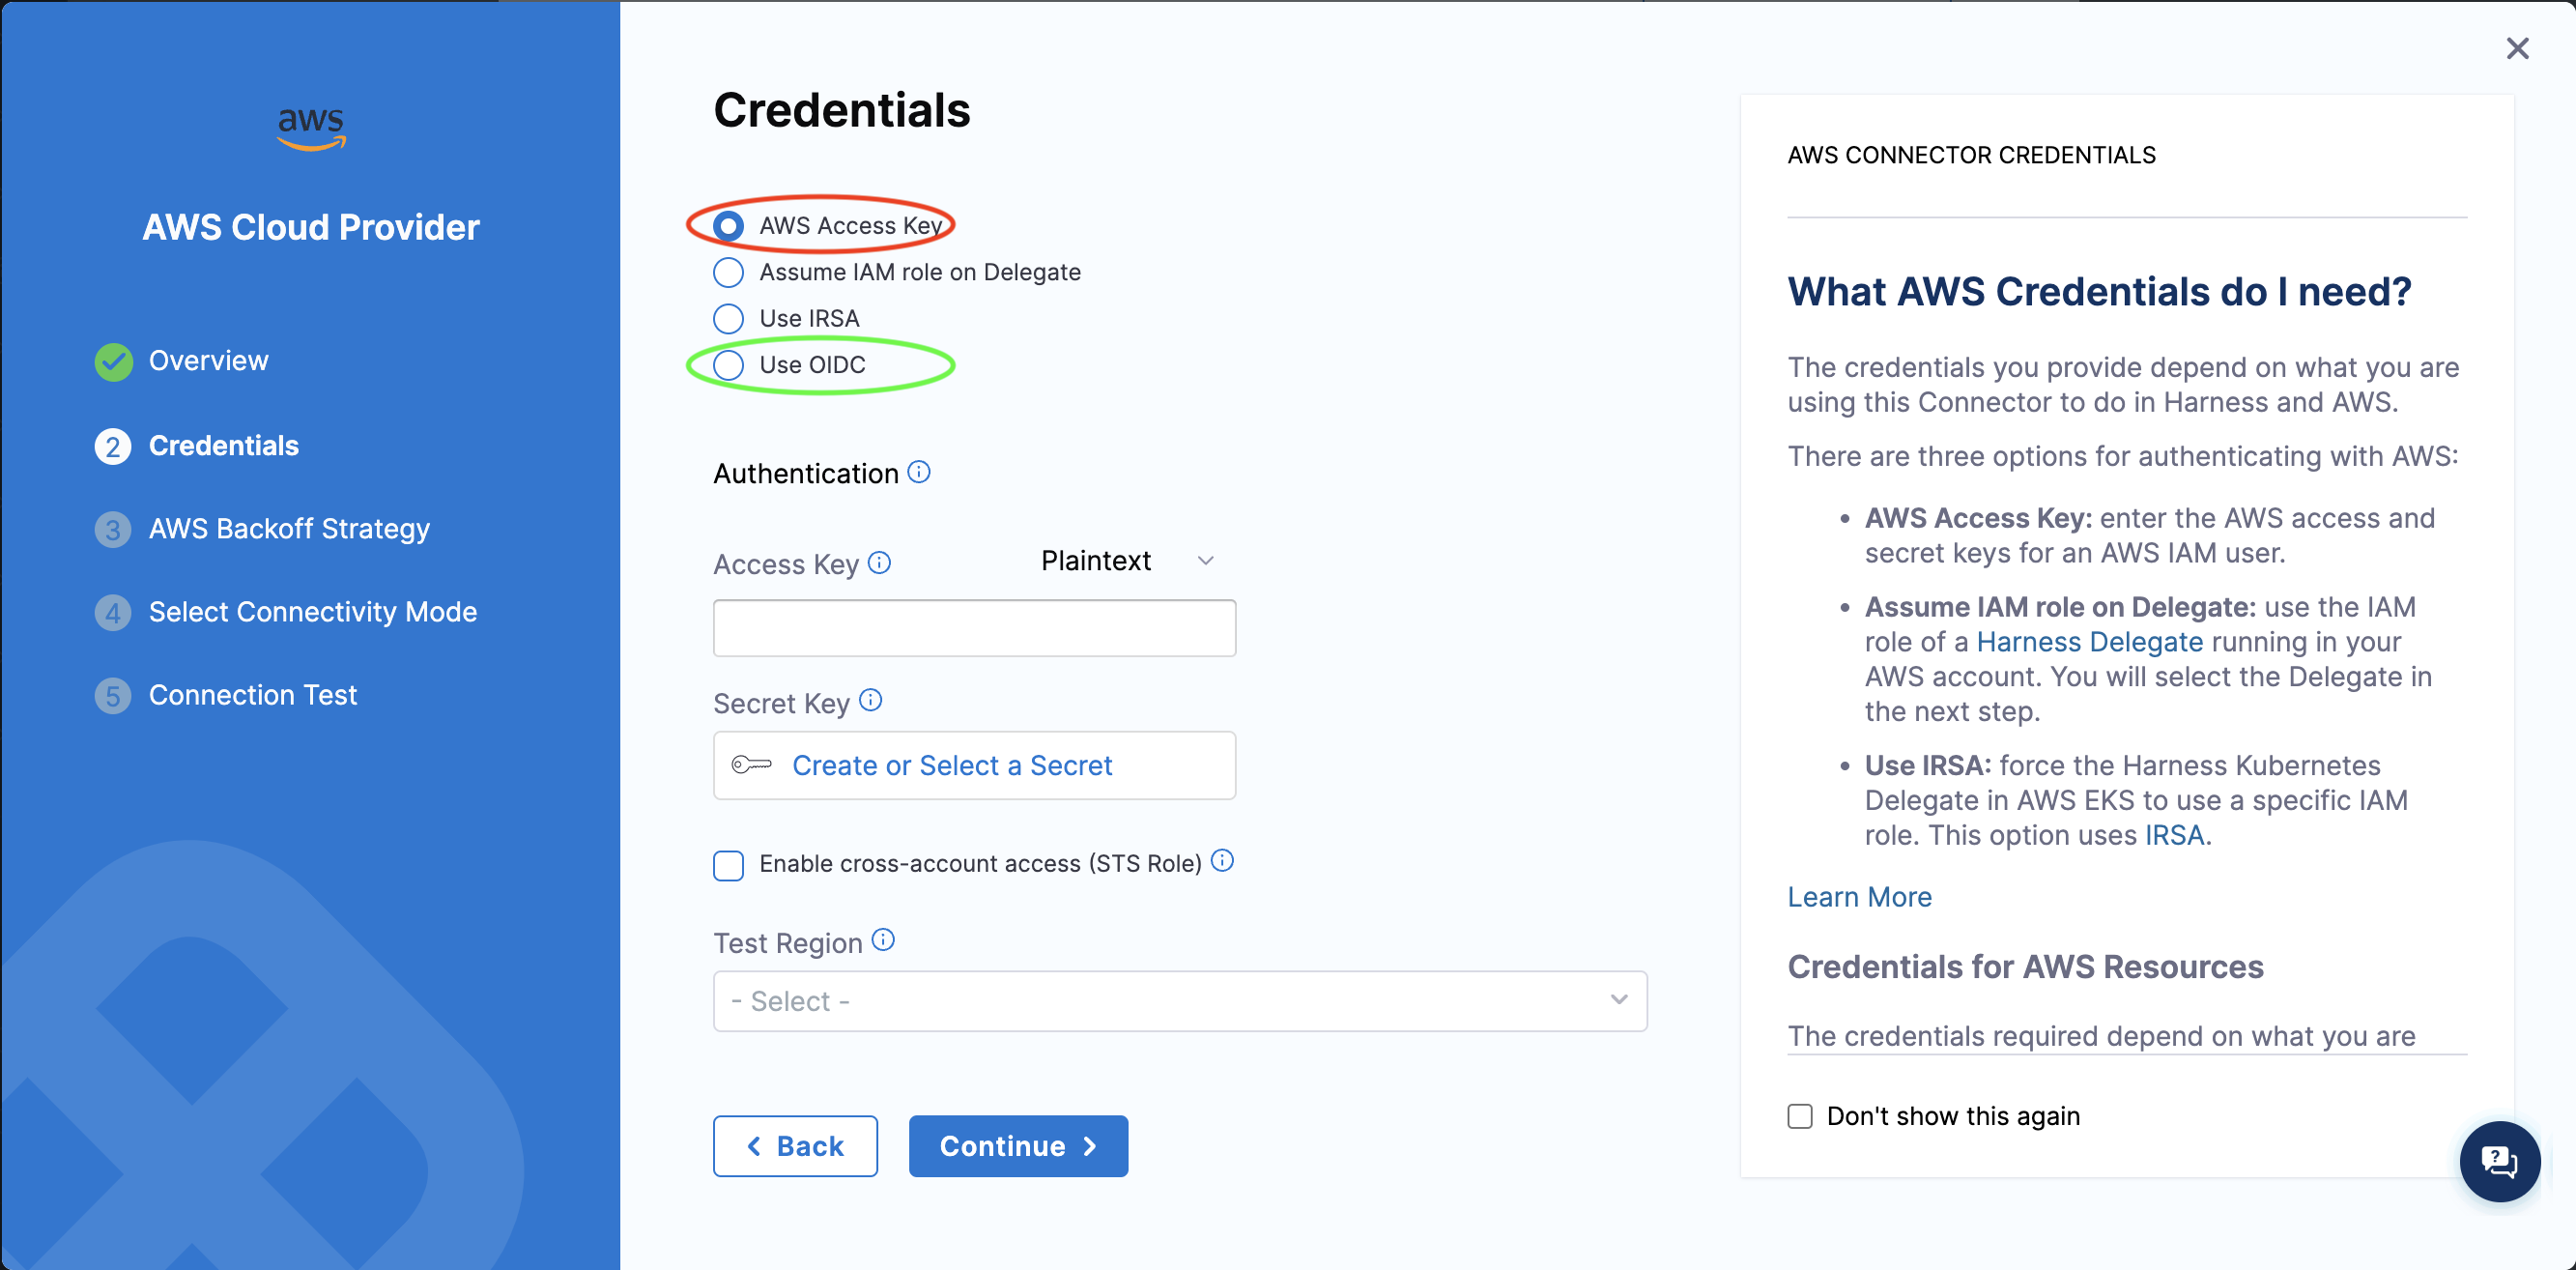 aws
AWS Cloud Provider
Overview
2 Credentials
3 AWS Backoff Strategy
4 Select Connectivity Mode
5 Connection Test
Credentials
AWS Access Key
Assume IAM role on Delegate
Use IRSA
Use OIDC
Authentication
Access Key
Plaintext
Secret Key
Create or Select a Secret
Enable cross-account access (STS Role)
Test Region
- Select -
Back
Continue
AWS CONNECTOR CREDENTIALS
What AWS Credentials do I need?
The credentials you provide depend on what you are
using this Connector to do in Harness and AWS.
There are three options for authenticating with AWS:
• AWS Access Key: enter the AWS access and
secret keys for an AWS IAM user.
• Assume IAM role on Delegate: use the IAM
role of a Harness Delegate running in your
AWS account. You will select the Delegate in
the next step.
• Use IRSA: force the Harness Kubernetes
Delegate in AWS EKS to use a specific IAM
role. This option uses IRSA.
Learn More
Credentials for AWS Resources
The credentials required depend on what you are
Don't show this again